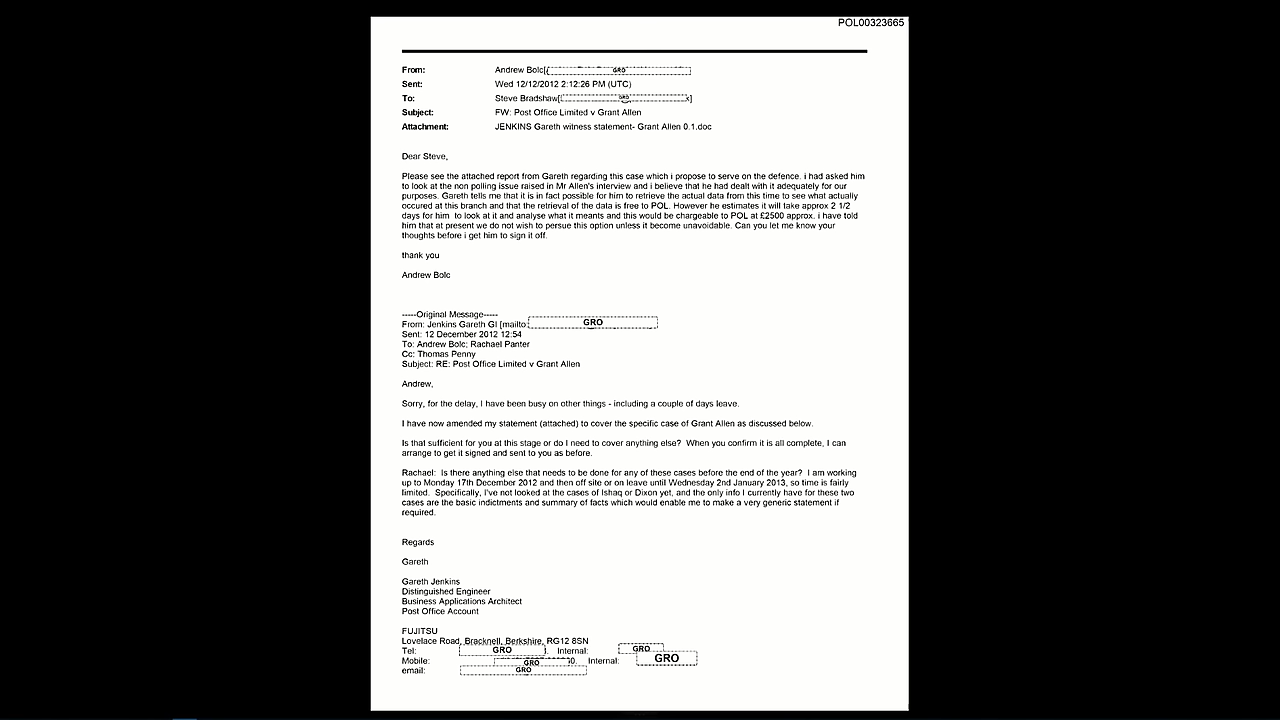 POL00323665
From: Andrew Bolc[ GRO
Sent: Wed 12/12/2012 2:12:26 PM (UTC)
To: Steve Bradshaw[ GRO x]
Subject: FW: Post Office Limited v Grant Allen
Attachment: JENKINS Gareth witness statement- Grant Allen 0.1.doc
Dear Steve,
Please see the attached report from Gareth regarding this case which i propose to serve on the defence. i had asked him
to look at the non polling issue raised in Mr Allen's interview and i believe that he had dealt with it adequately for our
purposes. Gareth tells me that it is in fact possible for him to retrieve the actual data from this time to see what actually
occured at this branch and that the retrieval of the data is free to POL. However he estimates it will take approx 2 1/2
days for him to look at it and analyse what it meants and this would be chargeable to POL at £2500 approx. i have told
him that at present we do not wish to persue this option unless it become unavoidable. Can you let me know your
thoughts before i get him to sign it off.
thank you
Andrew Bolc
-----Original Message-----
From: Jenkins Gareth GI [mailto: GRO
Sent: 12 December 2012 12:54
To: Andrew Bolc; Rachael Panter
Cc: Thomas Penny
Subject: RE: Post Office Limited v Grant Allen
Andrew,
Sorry, for the delay, I have been busy on other things - including a couple of days leave.
I have now amended my statement (attached) to cover the specific case of Grant Allen as discussed below.
Is that sufficient for you at this stage or do I need to cover anything else? When you confirm it is all complete, I can
arrange to get it signed and sent to you as before.
Rachael: Is there anything else that needs to be done for any of these cases before the end of the year? I am working
up to Monday 17th December 2012 and then off site or on leave until Wednesday 2nd January 2013, so time is fairly
limited. Specifically, I've not looked at the cases of Ishaq or Dixon yet, and the only info I currently have for these two
cases are the basic indictments and summary of facts which would enable me to make a very generic statement if
required.
Regards
Gareth
Gareth Jenkins
Distinguished Engineer
Business Applications Architect
Post Office Account
FUJITSU
Lovelace Road, Bracknell, Berkshire, RG12 8SN
Tel: GRO Internal: GRO
Mobile: GRO Internal: GRO
email: GRO